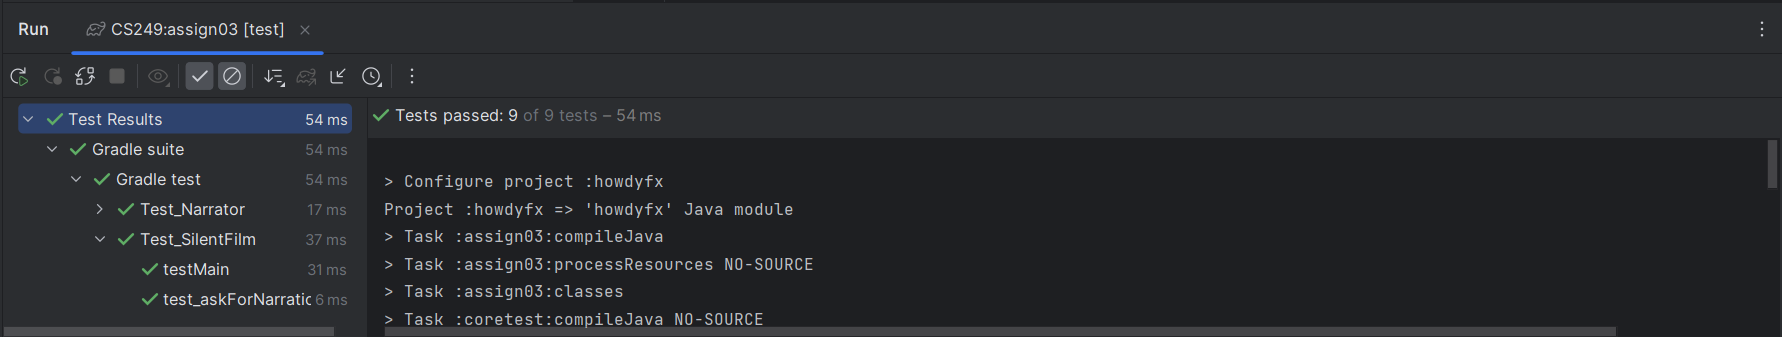 Run CS249:assign03 [test]
Test Results 54 ms
Gradle suite 54 ms
Gradle test 54 ms
Test_Narrator 17 ms
Test_SilentFilm 37 ms
testMain 31 ms
test_askForNarratic 6 ms
Tests passed: 9 of 9 tests – 54 ms
> Configure project :howdyfx
Project :howdyfx => 'howdyfx' Java module
> Task :assign03:compileJava
> Task :assign03:processResources NO-SOURCE
> Task :assign03:classes
> Task :coretest:compileJava NO-SOURCE